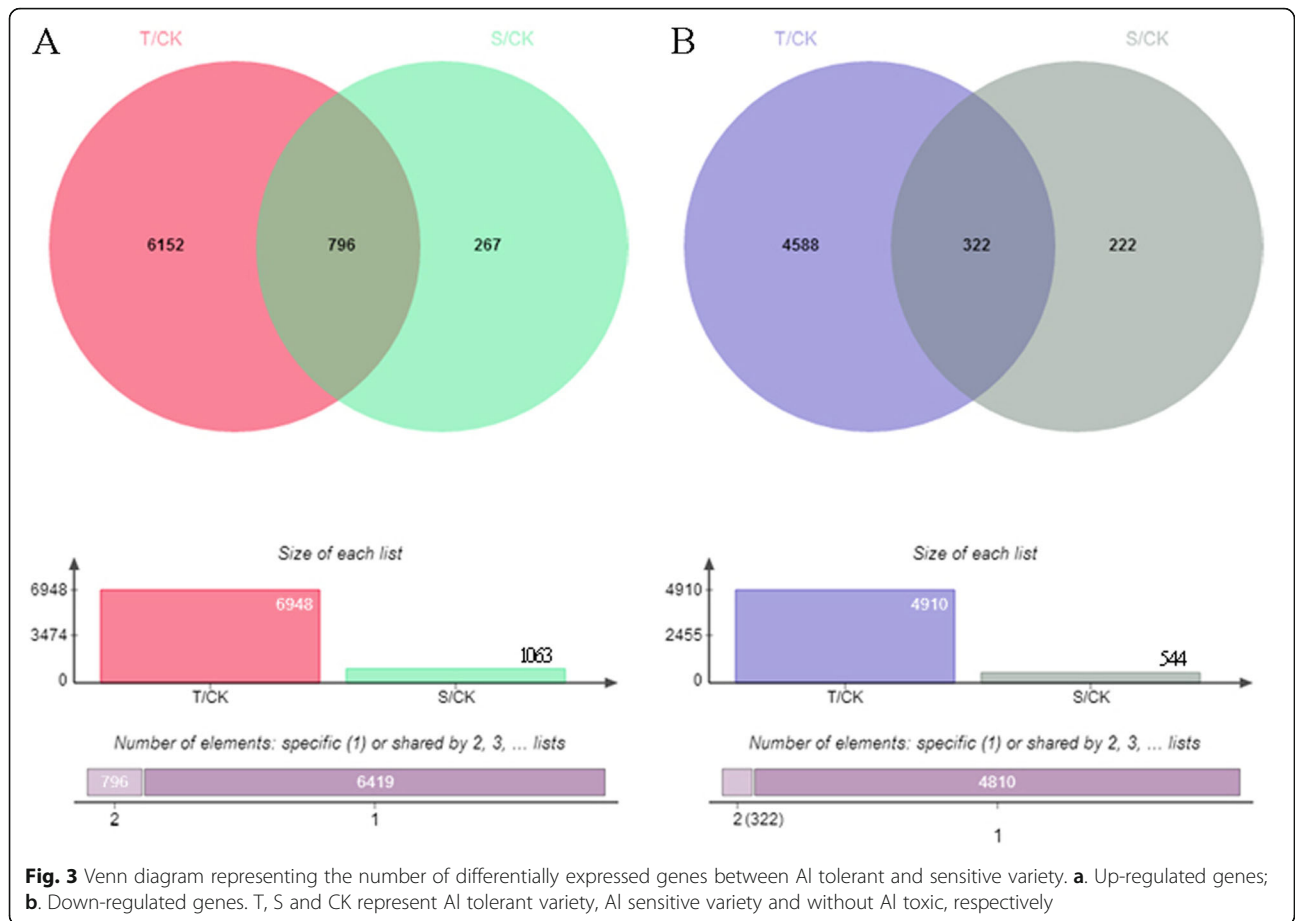 A
T/CK
S/CK
6152
796
267
B
T/CK
S/CK
4588
322
222
Size of each list
6948
3474
0
6948
1063
T/CK
S/CK
Number of elements: specific (1) or shared by 2, 3, ... lists
796
6419
2
1
Size of each list
4910
2455
0
4910
544
T/CK
S/CK
Number of elements: specific (1) or shared by 2, 3, ... lists
4810
2 (322)
1
Fig. 3 Venn diagram representing the number of differentially expressed genes between Al tolerant and sensitive variety. a. Up-regulated genes;
b. Down-regulated genes. T, S and CK represent Al tolerant variety, Al sensitive variety and without Al toxic, respectively